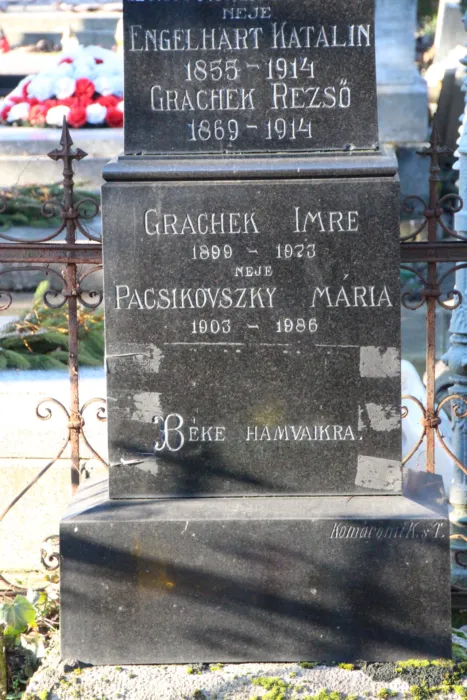 NEJE
ENGELHART KATALIN
1855 - 1914
GRACHEK REZSŐ
1869 - 1914
GRACHEK IMRE
1899 - 1973
NEJE
PACSIKOVSZKY MÁRIA
1903 - 1986
BÉKE HAMVAIKRA.
Komáromi K. s T.